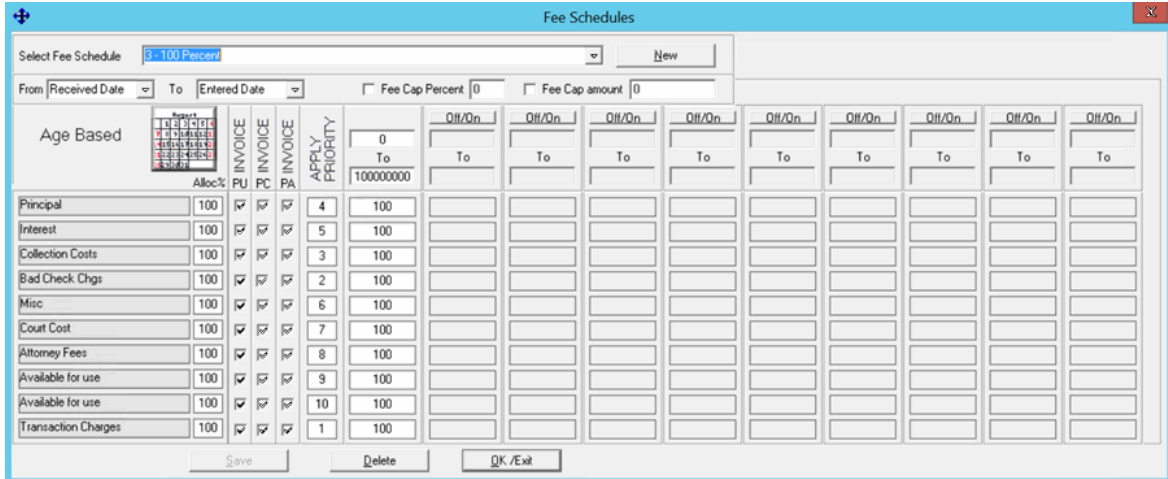 Fee Schedules
Select Fee Schedule 3 - 100 Percent New
From Received Date To Entered Date Fee Cap Percent 0 Fee Cap amount 0
Age Based August Alloc% PU INVOICE PC INVOICE PA INVOICE APPLY PRIORITY 0 To 100000000
Off/On Off/On Off/On Off/On Off/On Off/On Off/On Off/On Off/On
To To To To To To To To To
Principal 100 4 100
Interest 100 5 100
Collection Costs 100 3 100
Bad Check Chgs 100 2 100
Misc 100 6 100
Court Cost 100 7 100
Attorney Fees 100 8 100
Available for use 100 9 100
Available for use 100 10 100
Transaction Charges 100 1 100
Save Delete OK /Exit